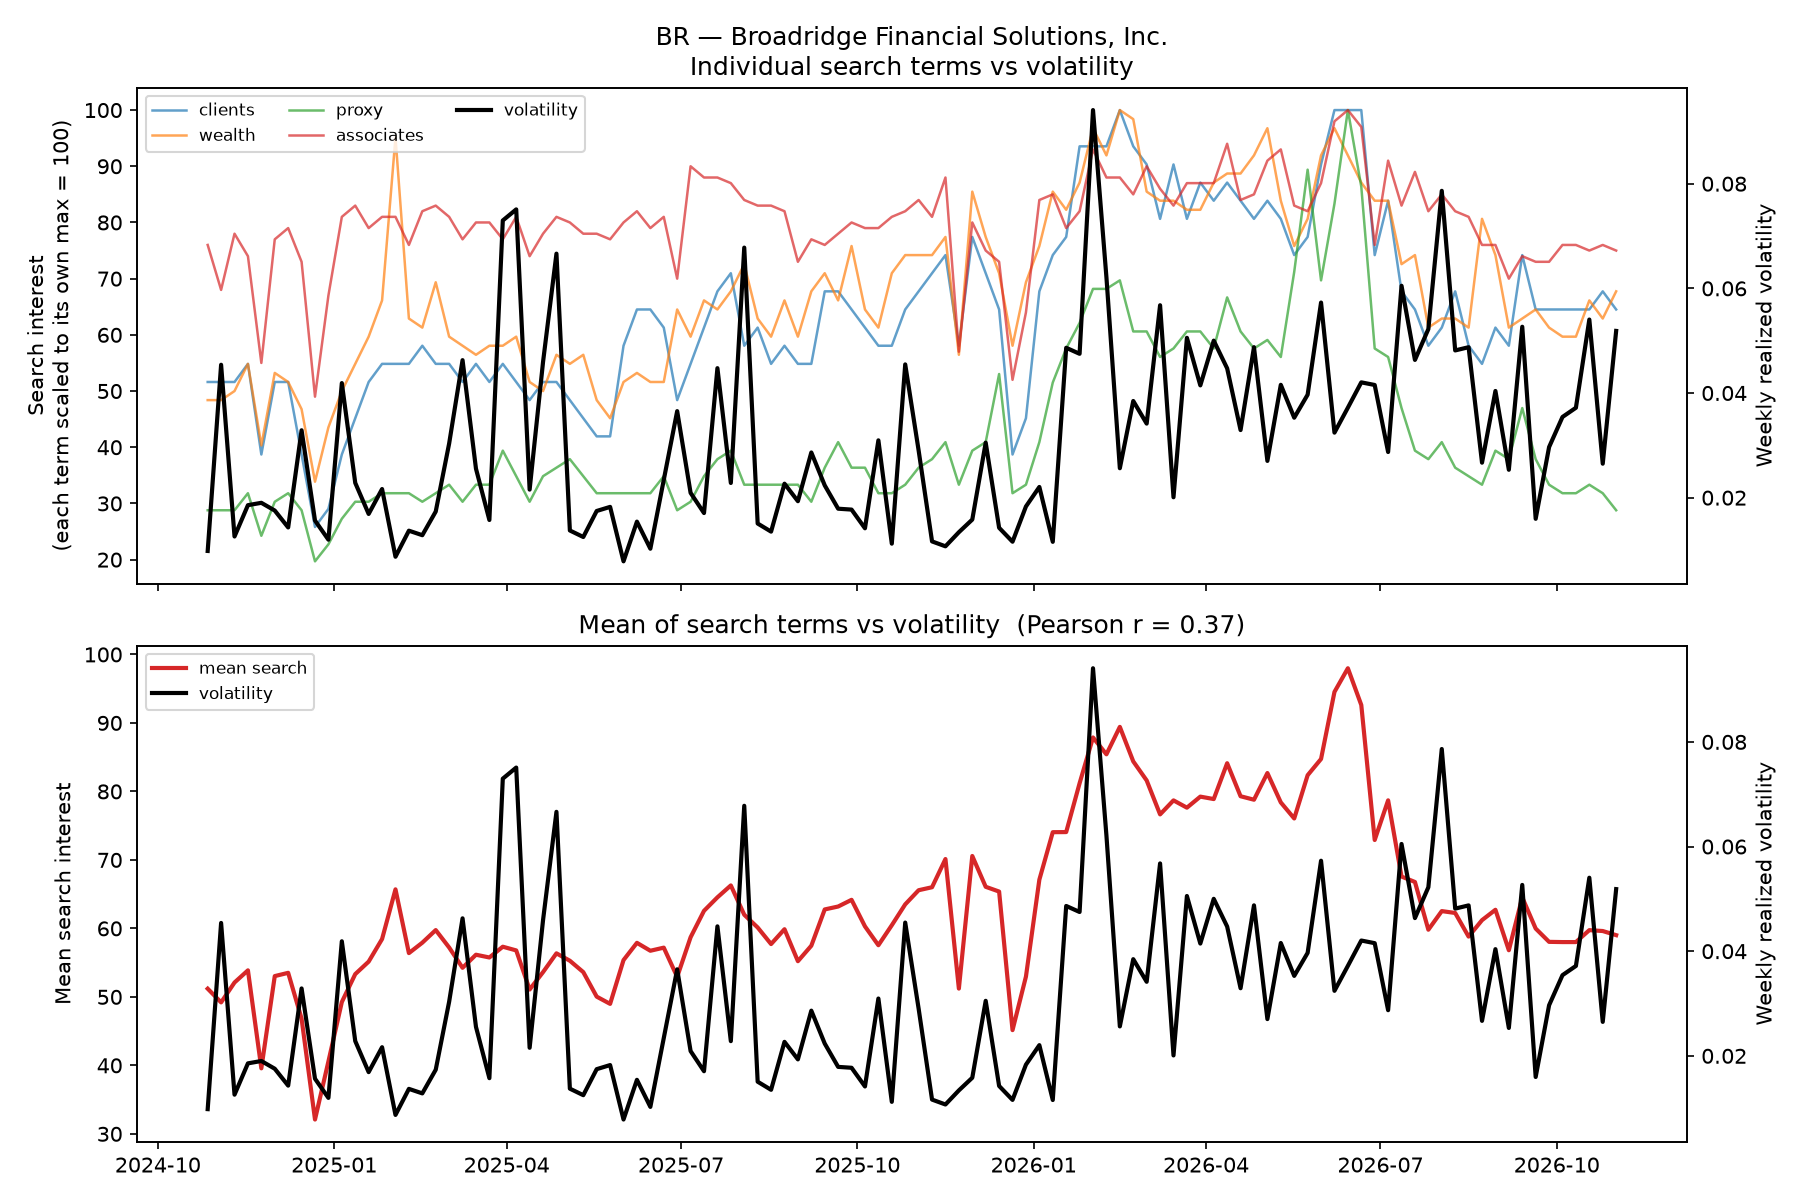 BR — Broadridge Financial Solutions, Inc.
Individual search terms vs volatility
clients
wealth
proxy
associates
volatility
Search interest
(each term scaled to its own max = 100)
100
90
80
70
60
50
40
30
20
0.08
0.06
0.04
0.02
Weekly realized volatility
Mean of search terms vs volatility (Pearson r = 0.37)
mean search
volatility
Mean search interest
100
90
80
70
60
50
40
30
0.08
0.06
0.04
0.02
Weekly realized volatility
2024-10 2025-01 2025-04 2025-07 2025-10 2026-01 2026-04 2026-07 2026-10